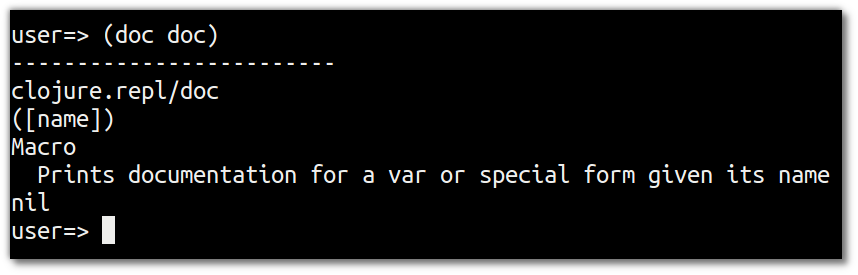 user=> (doc doc)
-------------------------
clojure.repl/doc
([name])
Macro
  Prints documentation for a var or special form given its name
nil
user=>